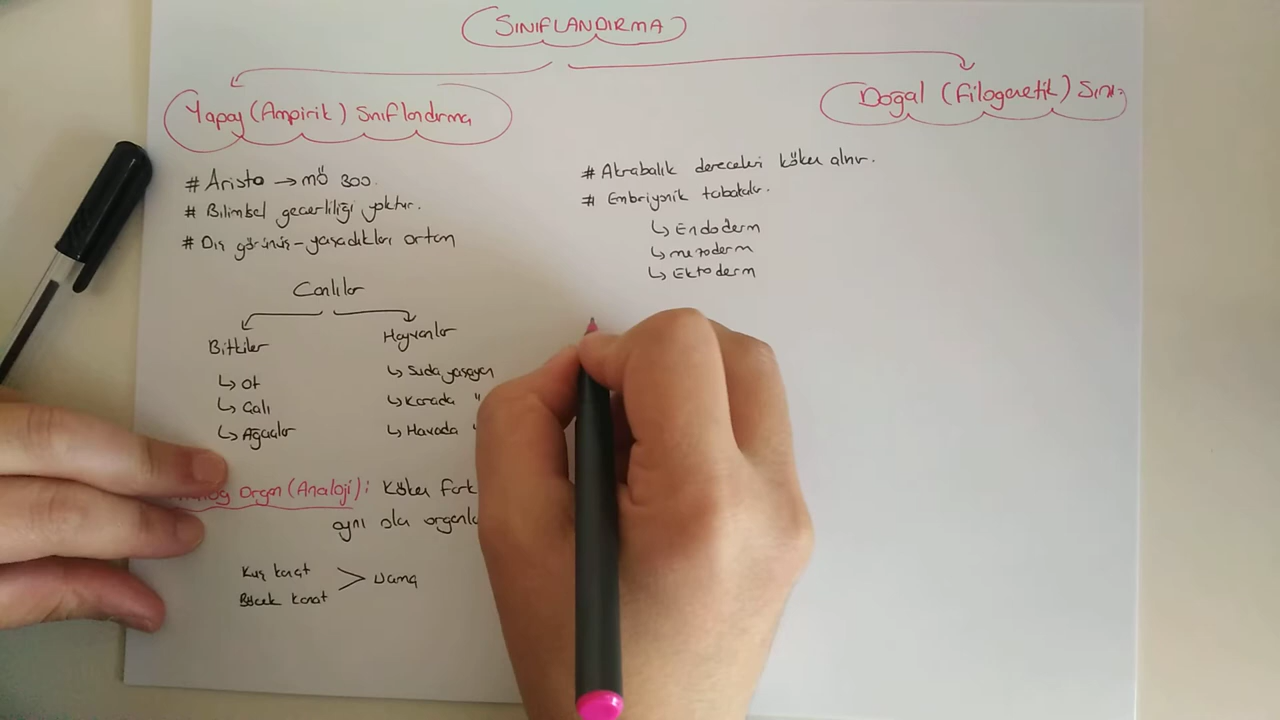 SINIFLANDIRMA
Yapay (Ampirik) Sınıflandırma
# Aristo → MÖ 300.
# Bilimsel geçerliliği yoktur.
# Dış görünüş - yaşadıkları ortam
Canlılar
Bitkiler
↳ Ot
↳ Çalı
↳ Ağaçlar
Hayvanlar
↳ Suda yaşayan
↳ Karada "
↳ Havada "
Organ (Analoji): Köken fark
aynı olan organla
Kuş kanat
Böcek kanat
> Uçma
Doğal (Filogenetik) Sını
# Akrabalık dereceleri köken alınır.
# Embriyonik tabakalar.
↳ Endoderm
↳ mezoderm
↳ Ektoderm